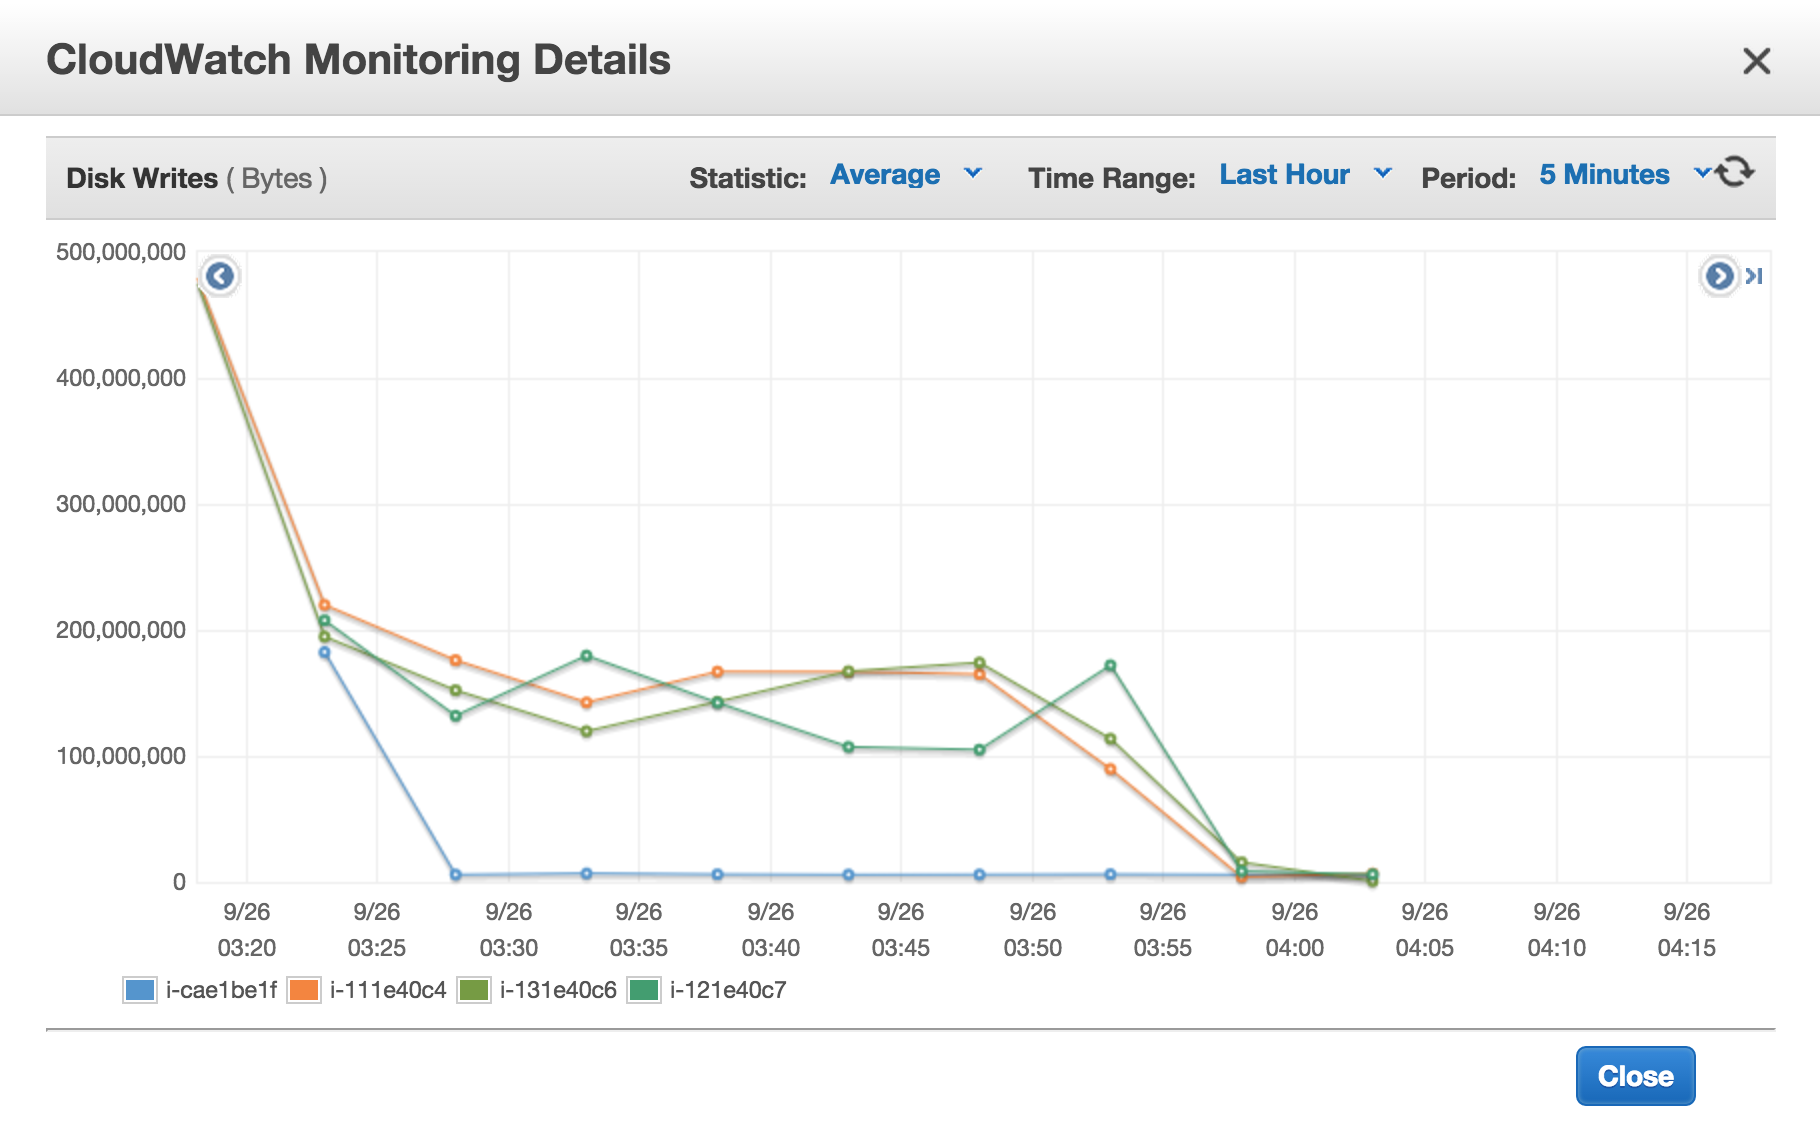 CloudWatch Monitoring Details
Disk Writes ( Bytes ) Statistic: Average Time Range: Last Hour Period: 5 Minutes
500,000,000
400,000,000
300,000,000
200,000,000
100,000,000
0
9/26 9/26 9/26 9/26 9/26 9/26 9/26 9/26 9/26 9/26 9/26 9/26
03:20 03:25 03:30 03:35 03:40 03:45 03:50 03:55 04:00 04:05 04:10 04:15
i-cae1be1f i-111e40c4 i-131e40c6 i-121e40c7
Close